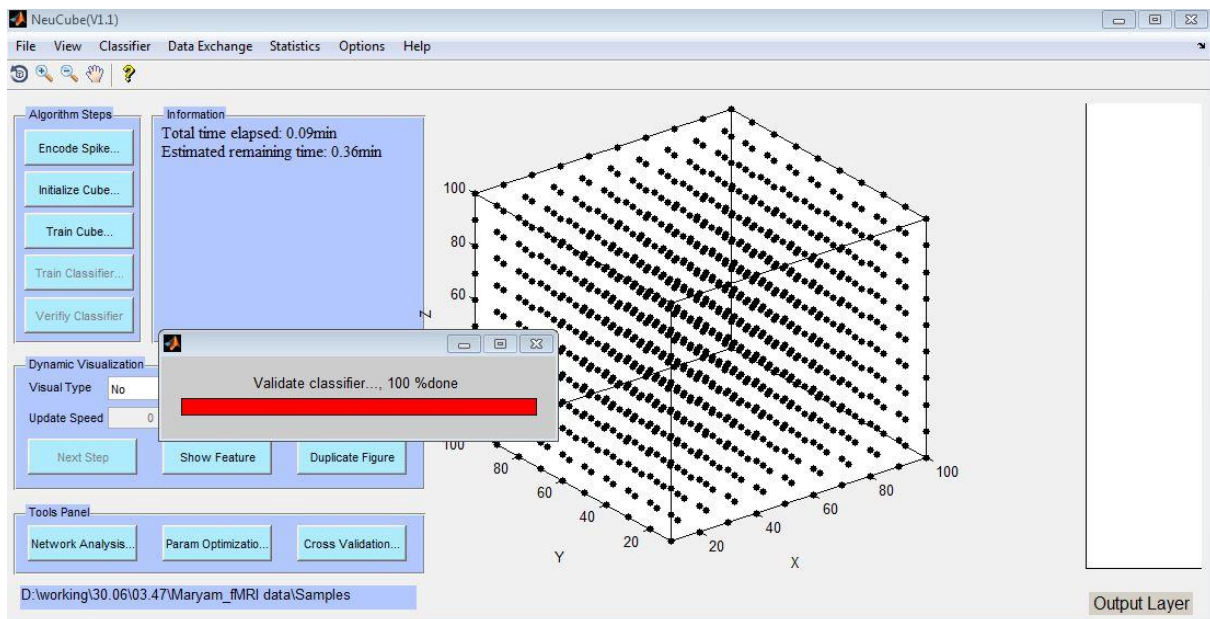 NeuCube(V1.1)
File View Classifier Data Exchange Statistics Options Help
Algorithm Steps
Encode Spike...
Initialize Cube...
Train Cube...
Train Classifier...
Verifiy Classifier
Information
Total time elapsed: 0.09min
Estimated remaining time: 0.36min
Validate classifier..., 100 %done
Dynamic Visualization
Visual Type No
Update Speed 0
Next Step Show Feature Duplicate Figure
Tools Panel
Network Analysis... Param Optimizatio... Cross Validation...
D:\working\30.06\03.47\Maryam_fMRI data\Samples
100
80
60
Z
100
80
60
40
20
Y
20
40
60
80
100
X
Output Layer